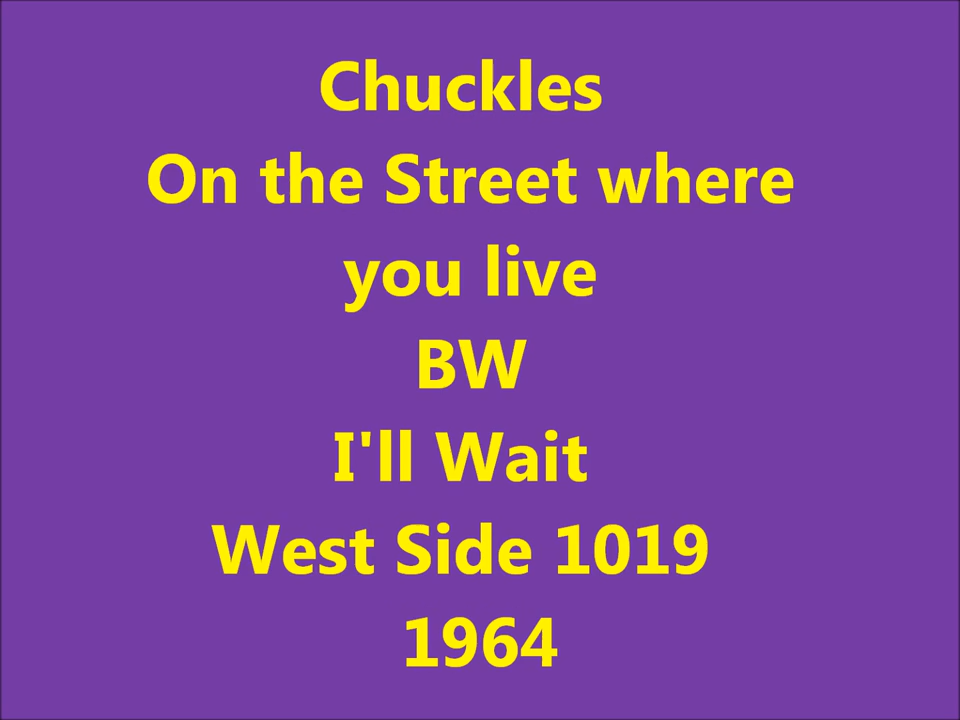 Chuckles
On the Street where
you live
BW
I'll Wait
West Side 1019
1964